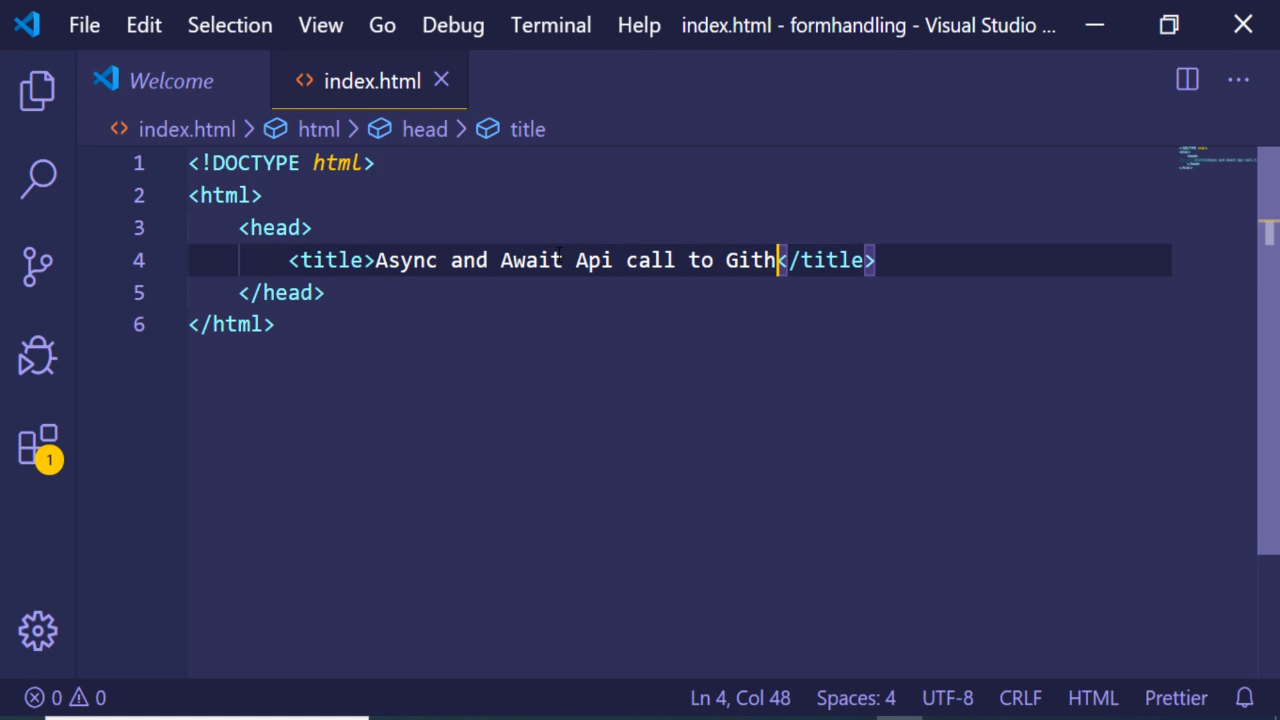 File Edit Selection View Go Debug Terminal Help index.html - formhandling - Visual Studio ...
Welcome index.html
index.html > html > head > title
1 <!DOCTYPE html>
2 <html>
3 <head>
4 <title>Async and Await Api call to Gith</title>
5 </head>
6 </html>
1
0 0 Ln 4, Col 48 Spaces: 4 UTF-8 CRLF HTML Prettier